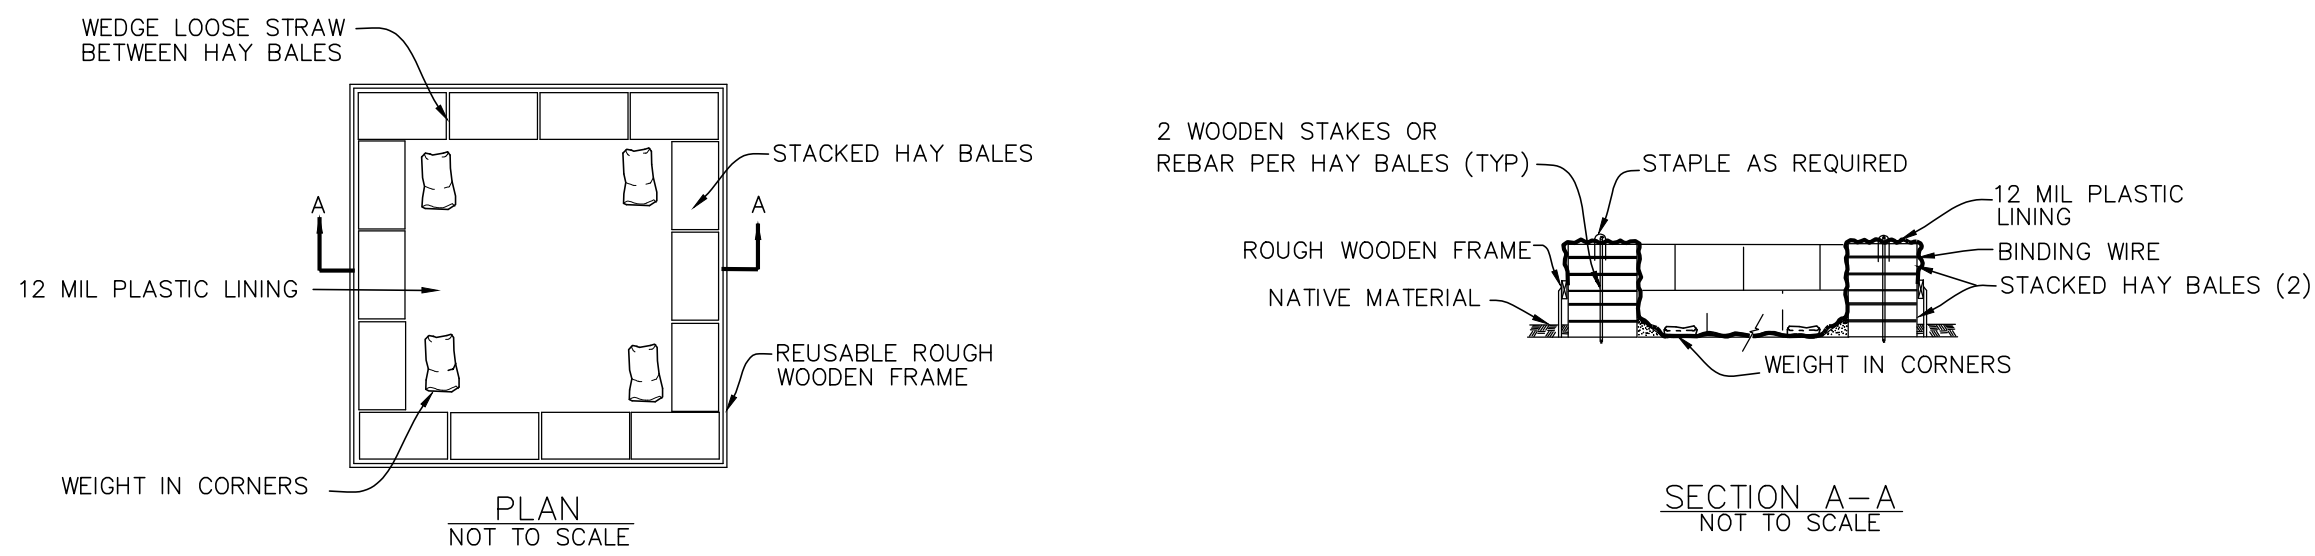 WEDGE LOOSE STRAW
BETWEEN HAY BALES
STACKED HAY BALES
A
A
12 MIL PLASTIC LINING
REUSABLE ROUGH
WOODEN FRAME
WEIGHT IN CORNERS
PLAN
NOT TO SCALE
2 WOODEN STAKES OR
REBAR PER HAY BALES (TYP)
STAPLE AS REQUIRED
12 MIL PLASTIC
LINING
ROUGH WOODEN FRAME
BINDING WIRE
NATIVE MATERIAL
STACKED HAY BALES (2)
WEIGHT IN CORNERS
SECTION A-A
NOT TO SCALE